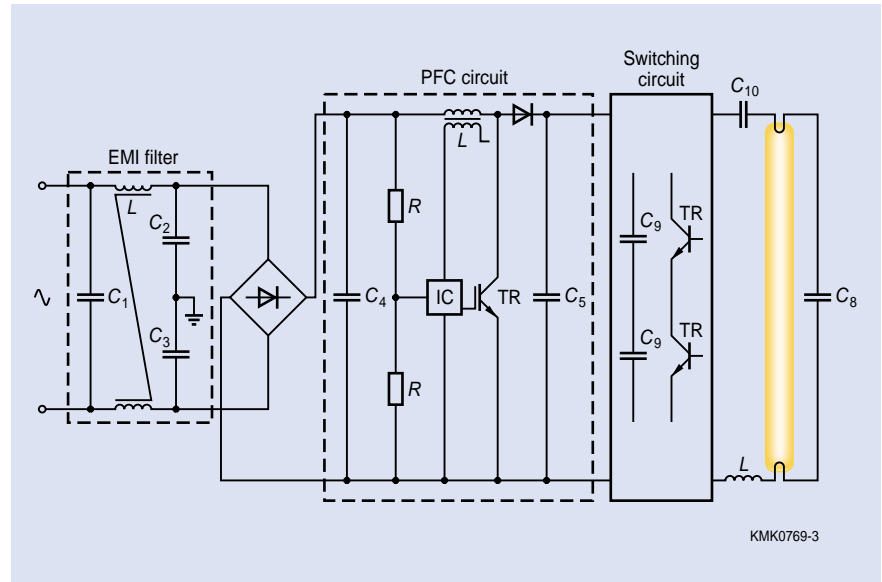 Switching
circuit
PFC circuit
C10
EMI filter
L
L
C2
R
C9
TR
TR
C1
C4
IC
C5
C8
C3
C9
TR
R
L
KMK0769-3